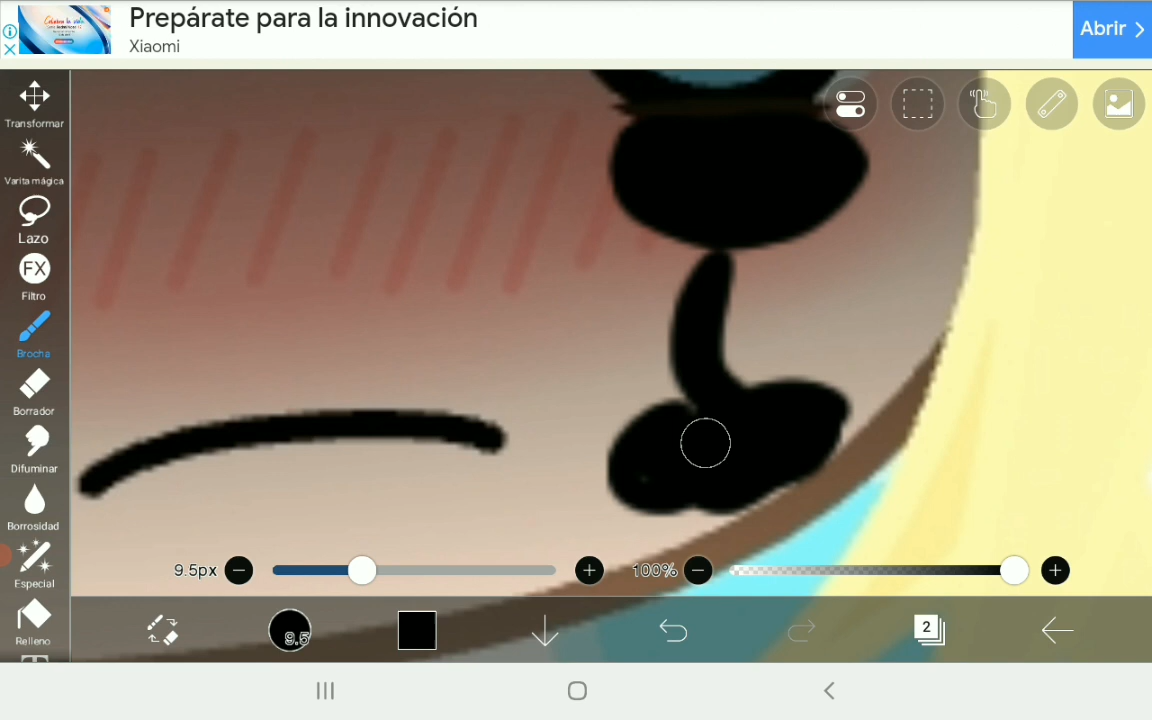 Prepárate para la innovación
Xiaomi
Abrir
Transformar
Varita mágica
Lazo
FX
Filtro
Brocha
Borrador
Difuminar
Borrosidad
Especial
Relleno
9.5px
100%
9.5
2